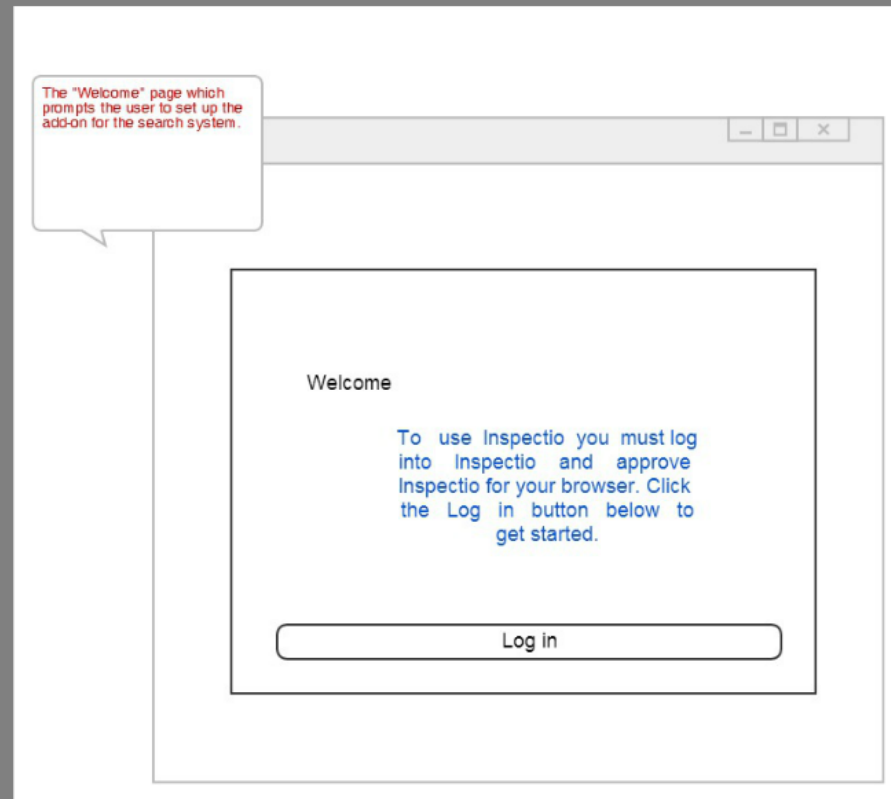 The "Welcome" page which
prompts the user to set up the
add-on for the search system.
Welcome
To use Inspectio you must log
into Inspectio and approve
Inspectio for your browser. Click
the Log in button below to
get started.
Log in